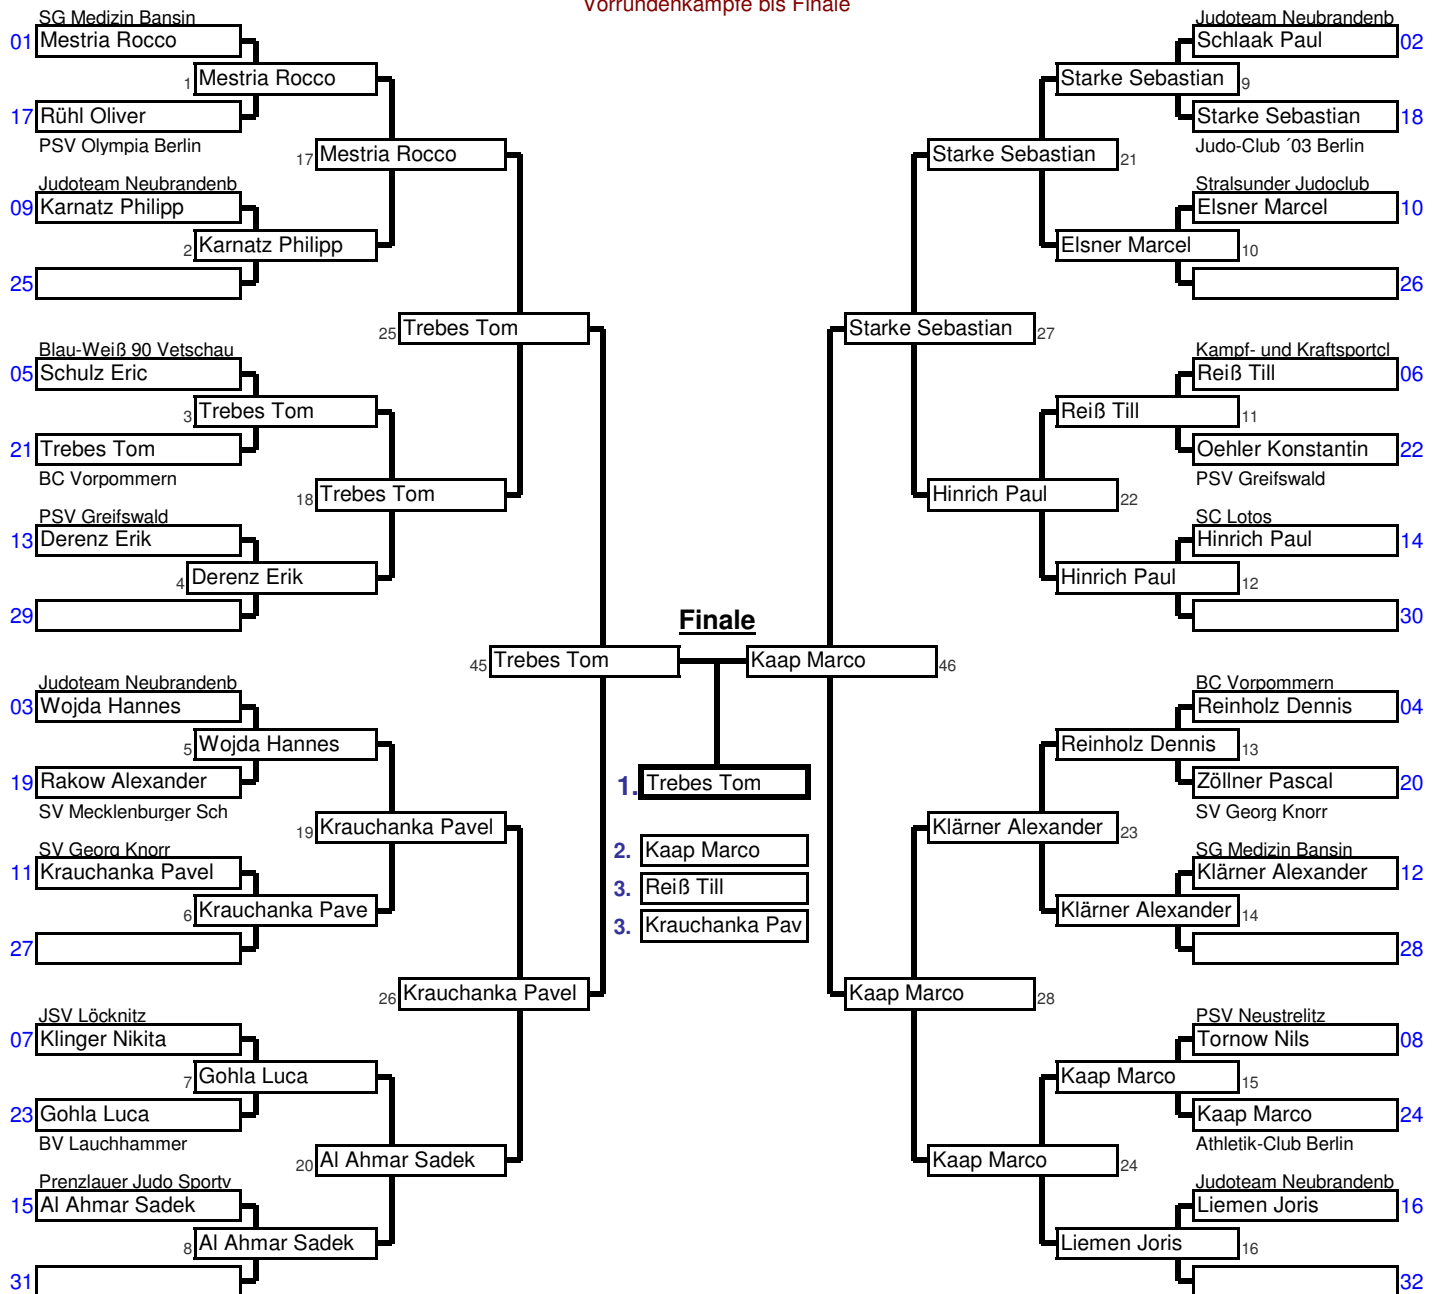 Vorrundenkämpfe bis Finale
SG Medizin Bansin
01 Mestria Rocco
1 Mestria Rocco
17 Rühl Oliver
PSV Olympia Berlin
17 Mestria Rocco
Judoteam Neubrandenb
09 Karnatz Philipp
2 Karnatz Philipp
25
25 Trebes Tom
Blau-Weiß 90 Vetschau
05 Schulz Eric
3 Trebes Tom
21 Trebes Tom
BC Vorpommern
18 Trebes Tom
PSV Greifswald
13 Derenz Erik
4 Derenz Erik
29
45 Trebes Tom
Judoteam Neubrandenb
03 Wojda Hannes
5 Wojda Hannes
19 Rakow Alexander
SV Mecklenburger Sch
19 Krauchanka Pavel
SV Georg Knorr
11 Krauchanka Pavel
6 Krauchanka Pave
27
26 Krauchanka Pavel
JSV Löcknitz
07 Klinger Nikita
7 Gohla Luca
23 Gohla Luca
BV Lauchhammer
20 Al Ahmar Sadek
Prenzlauer Judo Sportv
15 Al Ahmar Sadek
8 Al Ahmar Sadek
31
Finale
1. Trebes Tom
2. Kaap Marco
3. Reiß Till
3. Krauchanka Pav
Judoteam Neubrandenb
Schlaak Paul 02
Starke Sebastian 9
Starke Sebastian 18
Judo-Club ´03 Berlin
Starke Sebastian 21
Stralsunder Judoclub
Elsner Marcel 10
Elsner Marcel 10
26
Starke Sebastian 27
Kampf- und Kraftsportcl
Reiß Till 06
Reiß Till 11
Oehler Konstantin 22
PSV Greifswald
Hinrich Paul 22
SC Lotos
Hinrich Paul 14
Hinrich Paul 12
30
Kaap Marco 46
BC Vorpommern
Reinholz Dennis 04
Reinholz Dennis 13
Zöllner Pascal 20
SV Georg Knorr
Klärner Alexander 23
SG Medizin Bansin
Klärner Alexander 12
Klärner Alexander 14
28
Kaap Marco 28
PSV Neustrelitz
Tornow Nils 08
Kaap Marco 15
Kaap Marco 24
Athletik-Club Berlin
Kaap Marco 24
Judoteam Neubrandenb
Liemen Joris 16
Liemen Joris 16
32